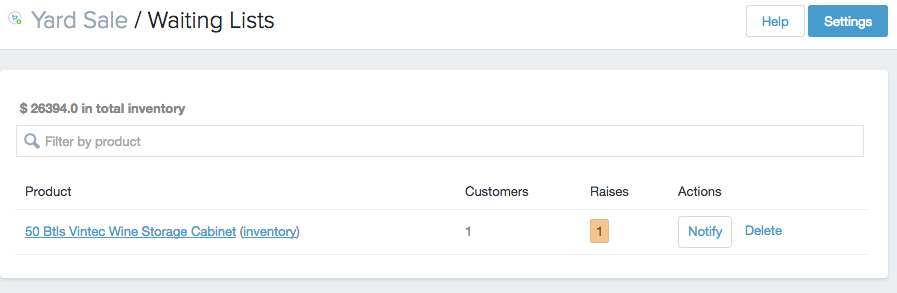 Yard Sale / Waiting Lists
Help
Settings
$ 26394.0 in total inventory
Filter by product
Product Customers Raises Actions
50 Btls Vintec Wine Storage Cabinet (inventory) 1 1 Notify Delete